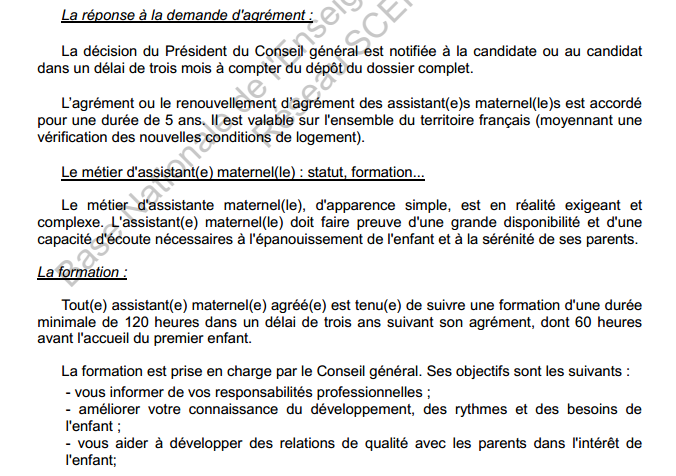 La réponse à la demande d'agrément :
La décision du Président du Conseil général est notifiée à la candidate ou au candidat
dans un délai de trois mois à compter du dépôt du dossier complet.
L'agrément ou le renouvellement d'agrément des assistant(e)s maternel(le)s est accordé
pour une durée de 5 ans. Il est valable sur l'ensemble du territoire français (moyennant une
vérification des nouvelles conditions de logement).
Le métier d'assistant(e) maternel(le) : statut, formation...
Le métier d'assistante maternel(le), d'apparence simple, est en réalité exigeant et
complexe. L'assistant(e) maternel(le) doit faire preuve d'une grande disponibilité et d'une
capacité d'écoute nécessaires à l'épanouissement de l'enfant et à la sérénité de ses parents.
La formation :
Tout(e) assistant(e) maternel(e) agréé(e) est tenu(e) de suivre une formation d'une durée
minimale de 120 heures dans un délai de trois ans suivant son agrément, dont 60 heures
avant l'accueil du premier enfant.
La formation est prise en charge par le Conseil général. Ses objectifs sont les suivants :
- vous informer de vos responsabilités professionnelles ;
- améliorer votre connaissance du développement, des rythmes et des besoins de
l'enfant ;
- vous aider à développer des relations de qualité avec les parents dans l'intérêt de
l'enfant;
Base Nationale de l'Enseig
Réseau SCE